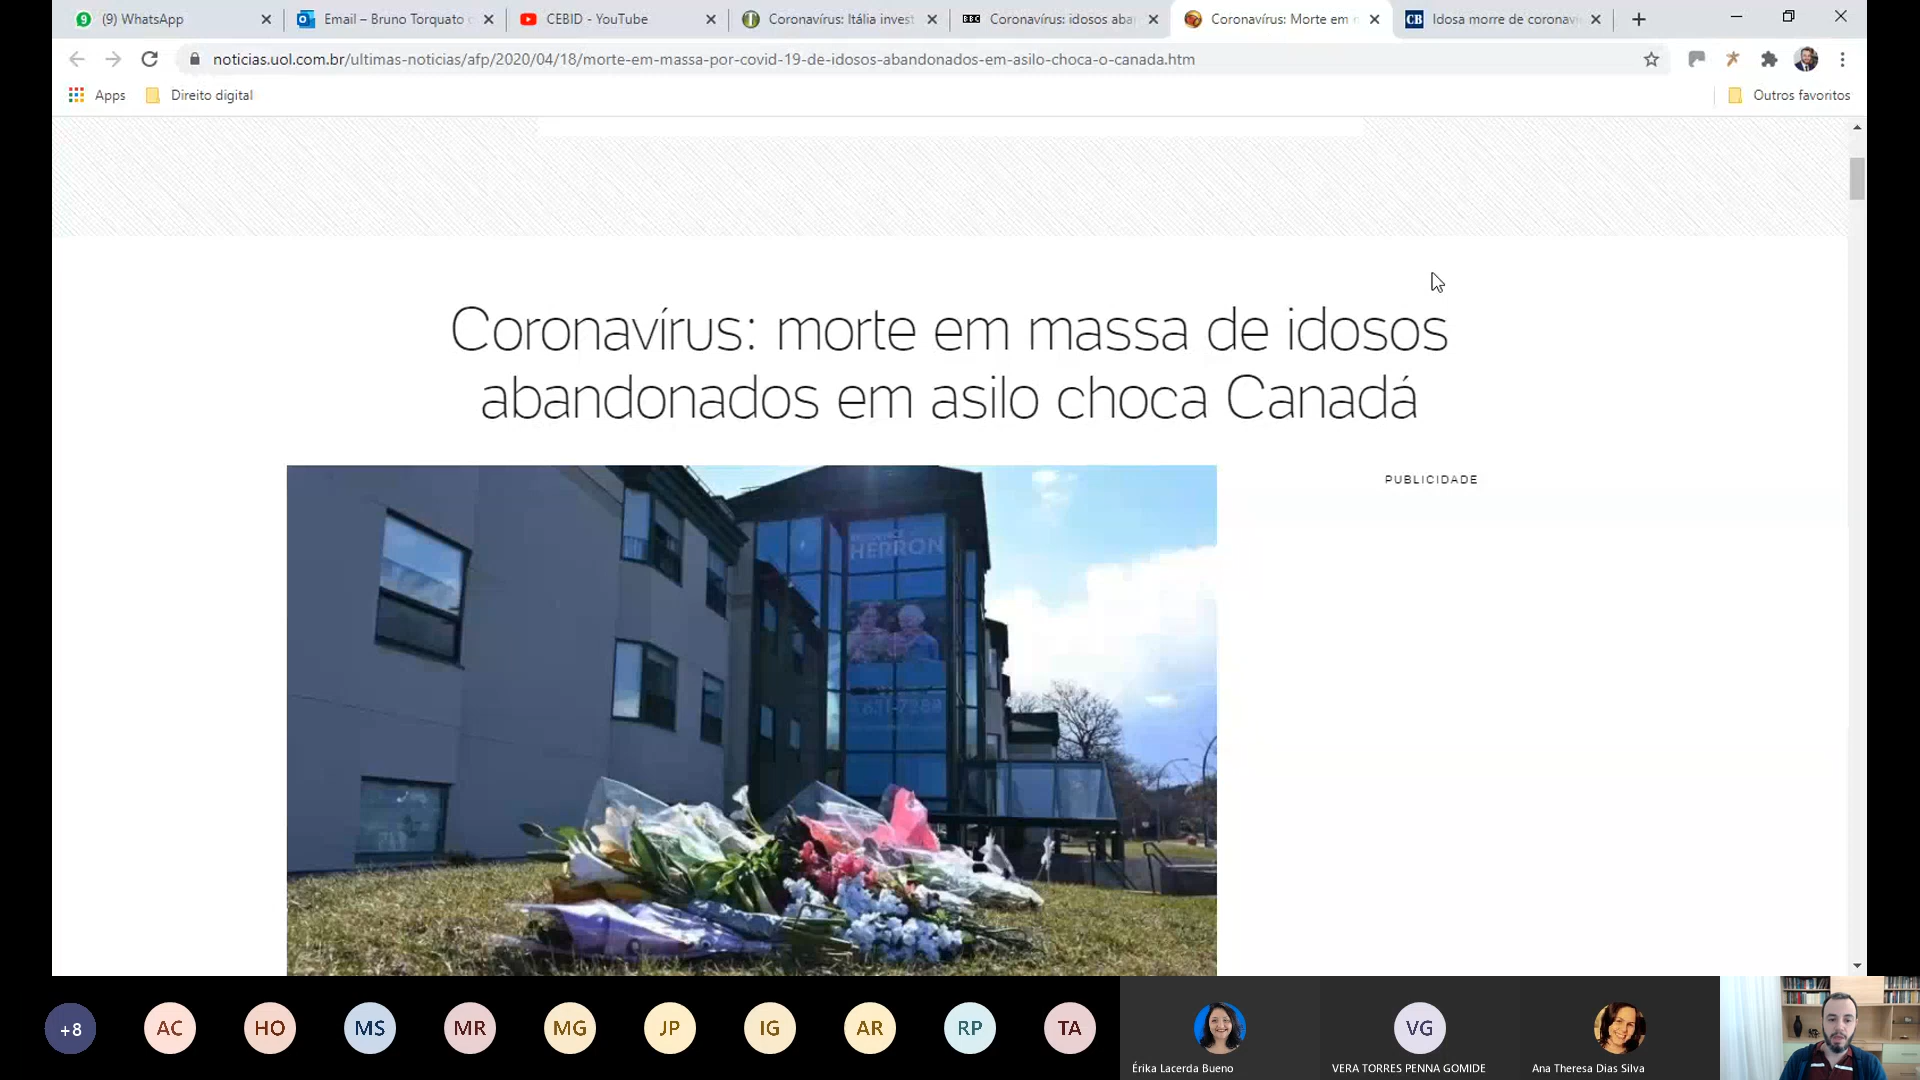 (9) WhatsApp
Email – Bruno Torquato
CEBID - YouTube
Coronavírus: Itália invest
BBC
Coronavírus: idosos aba
Coronavírus: Morte em
CB
Idosa morre de coronav
noticias.uol.com.br/ultimas-noticias/afp/2020/04/18/morte-em-massa-por-covid-19-de-idosos-abandonados-em-asilo-choca-o-canada.htm
Apps
Direito digital
Outros favoritos
Coronavírus: morte em massa de idosos
abandonados em asilo choca Canadá
PUBLICIDADE
HERRON
+8
AC
HO
MS
MR
MG
JP
IG
AR
RP
TA
VG
Érika Lacerda Bueno
VERA TORRES PENNA GOMIDE
Ana Theresa Dias Silva